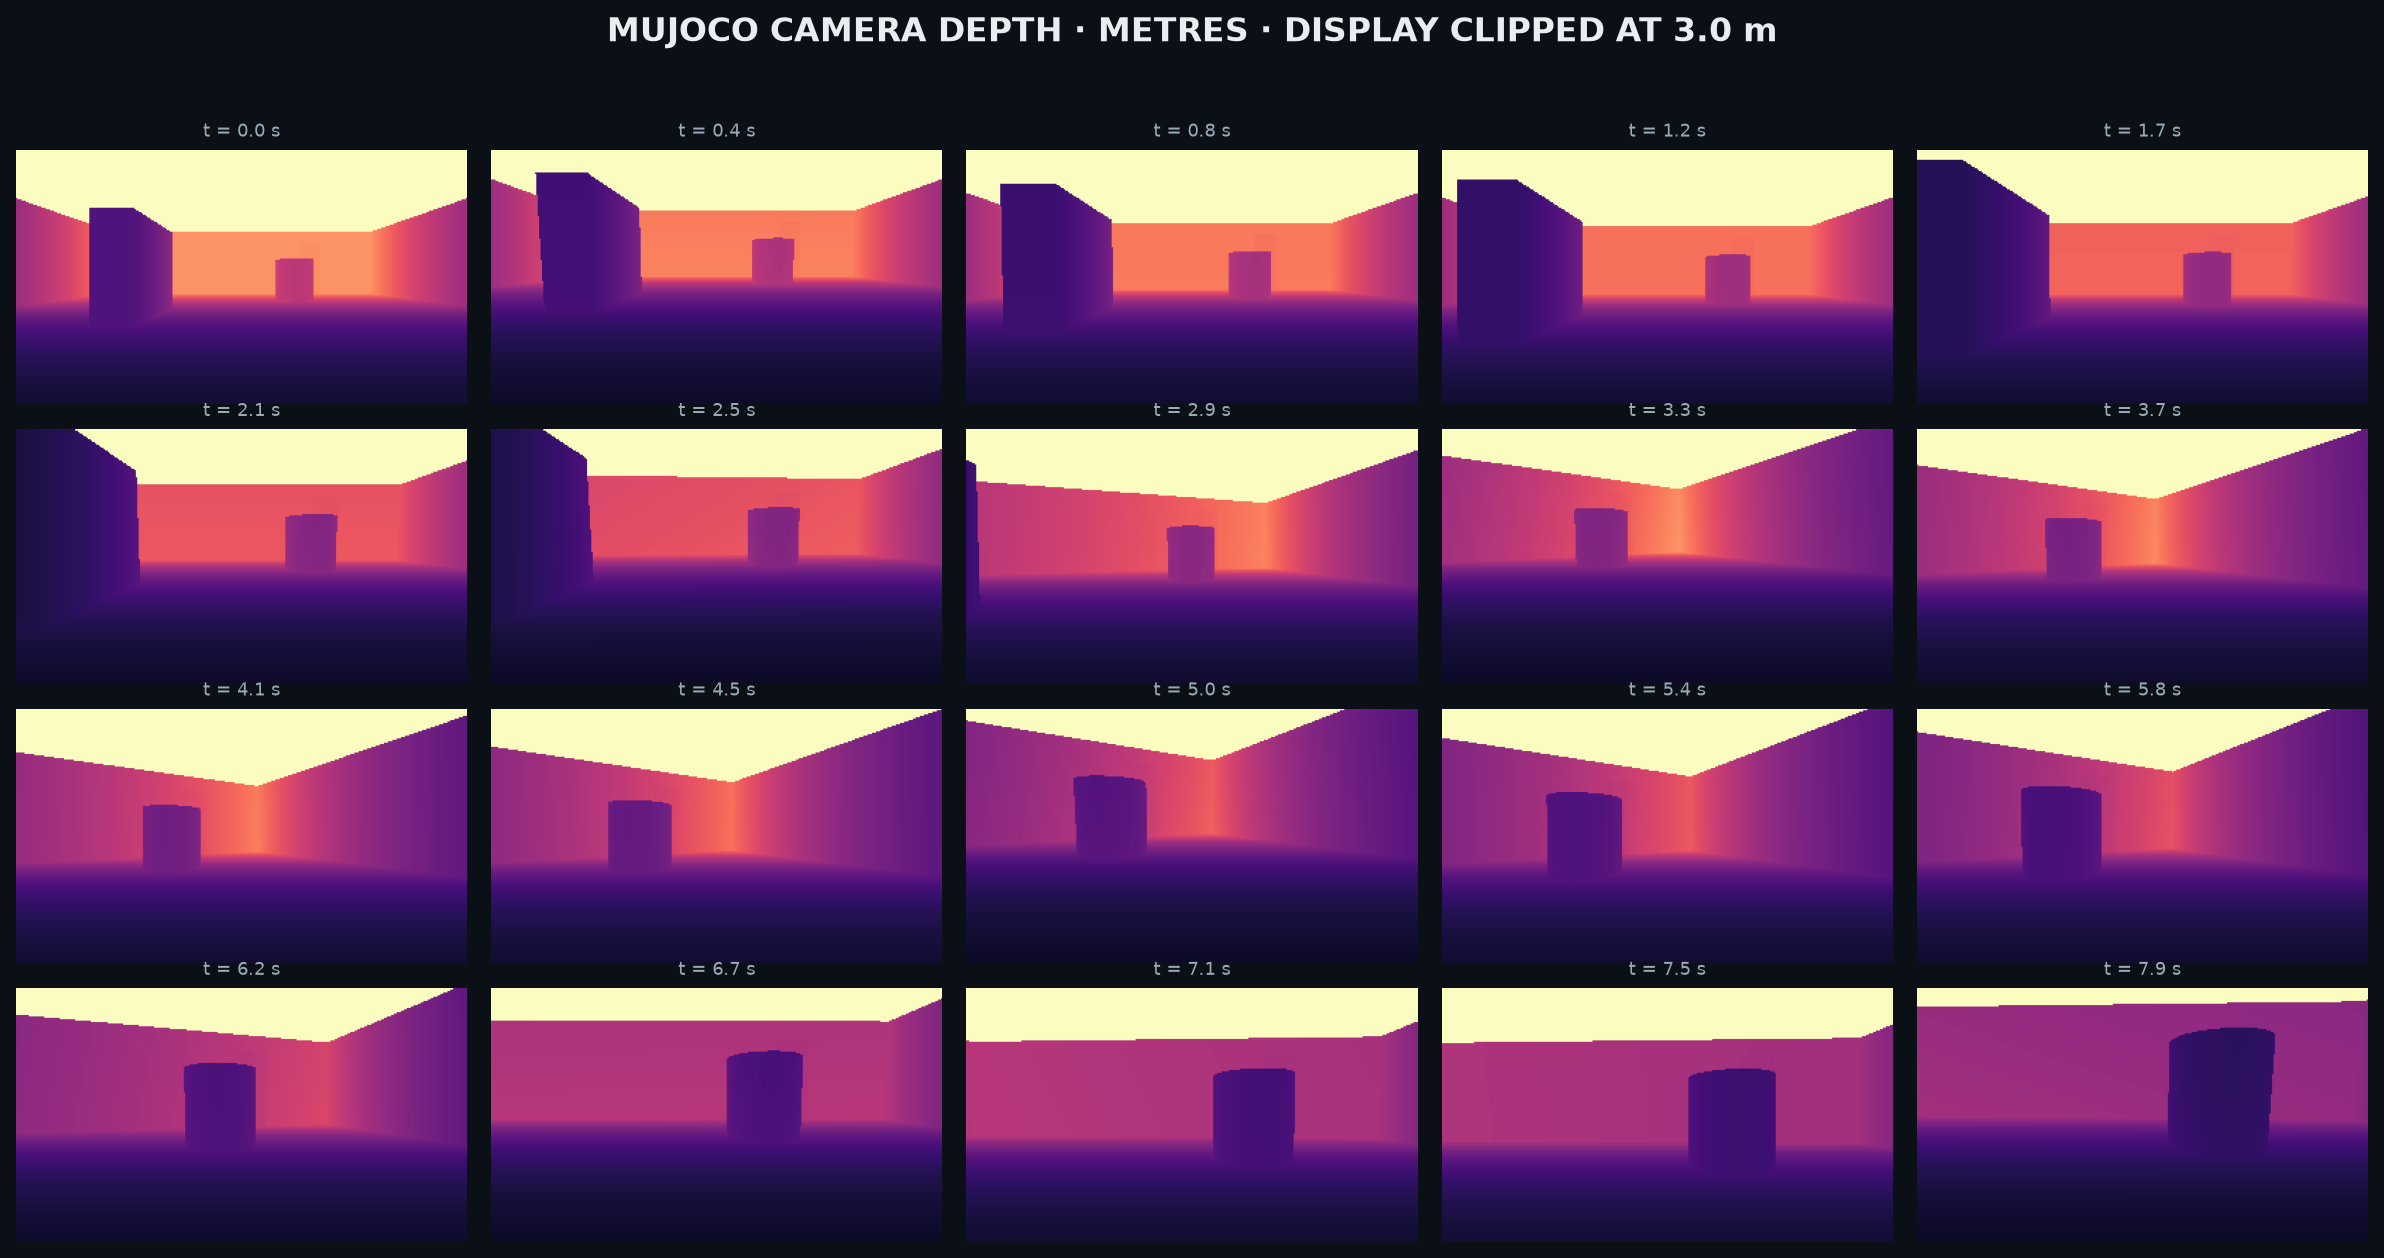 MUJOCO CAMERA DEPTH · METRES · DISPLAY CLIPPED AT 3.0 m
t = 0.0 s
t = 0.4 s
t = 0.8 s
t = 1.2 s
t = 1.7 s
t = 2.1 s
t = 2.5 s
t = 2.9 s
t = 3.3 s
t = 3.7 s
t = 4.1 s
t = 4.5 s
t = 5.0 s
t = 5.4 s
t = 5.8 s
t = 6.2 s
t = 6.7 s
t = 7.1 s
t = 7.5 s
t = 7.9 s